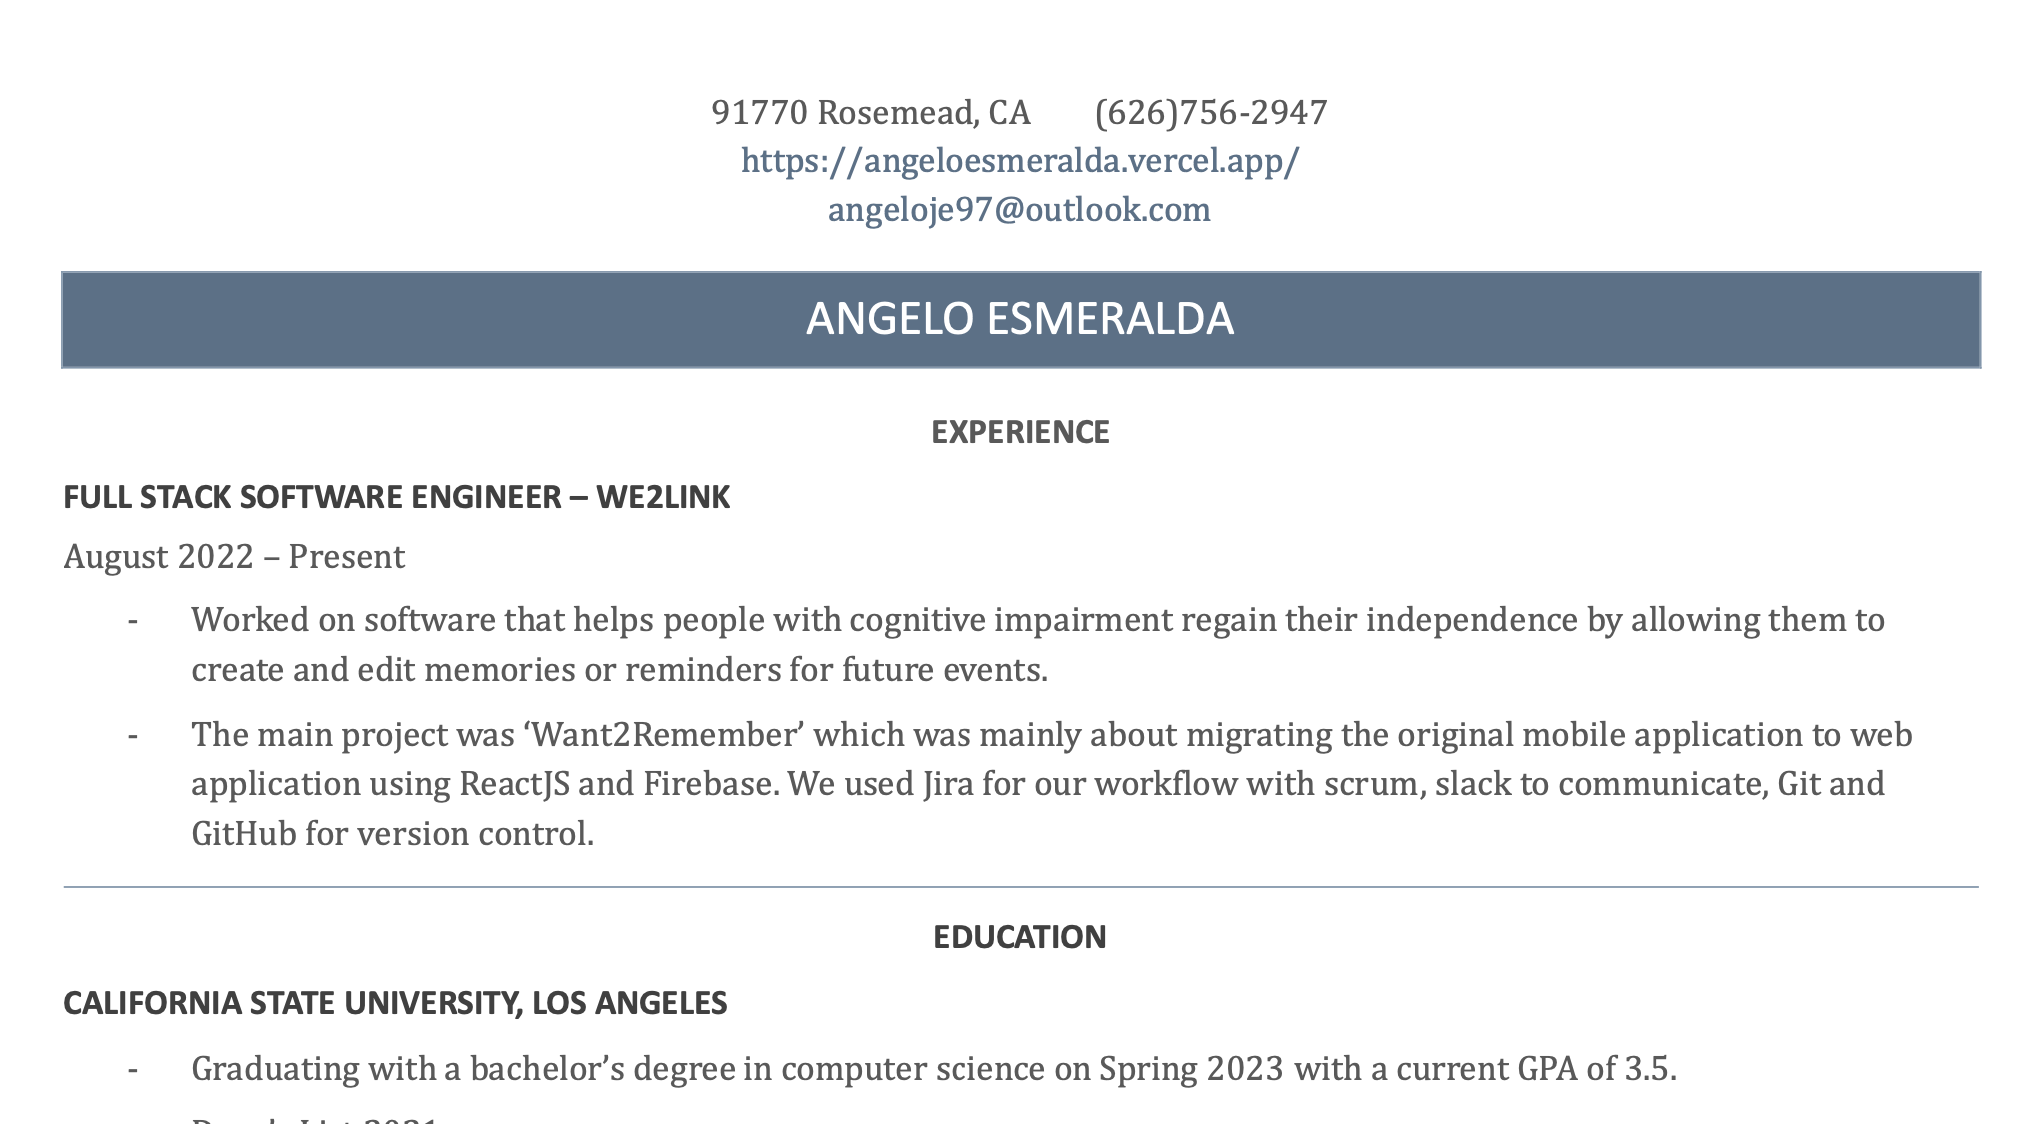 91770 Rosemead, CA (626)756-2947
https://angeloesmeralda.vercel.app/
angeloje97@outlook.com
ANGELO ESMERALDA
EXPERIENCE
FULL STACK SOFTWARE ENGINEER – WE2LINK
August 2022 – Present
- Worked on software that helps people with cognitive impairment regain their independence by allowing them to
create and edit memories or reminders for future events.
- The main project was ‘Want2Remember’ which was mainly about migrating the original mobile application to web
application using ReactJS and Firebase. We used Jira for our workflow with scrum, slack to communicate, Git and
GitHub for version control.
EDUCATION
CALIFORNIA STATE UNIVERSITY, LOS ANGELES
- Graduating with a bachelor’s degree in computer science on Spring 2023 with a current GPA of 3.5.